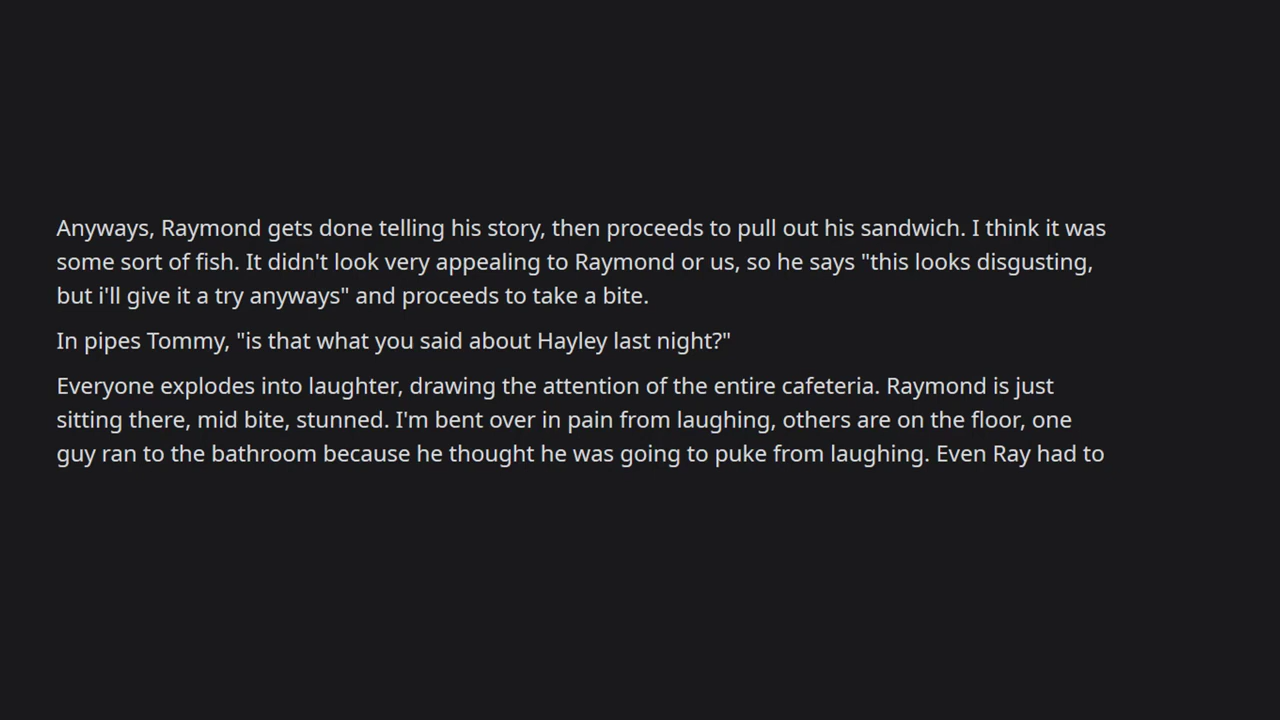 Anyways, Raymond gets done telling his story, then proceeds to pull out his sandwich. I think it was
some sort of fish. It didn't look very appealing to Raymond or us, so he says "this looks disgusting,
but i'll give it a try anyways" and proceeds to take a bite.
In pipes Tommy, "is that what you said about Hayley last night?"
Everyone explodes into laughter, drawing the attention of the entire cafeteria. Raymond is just
sitting there, mid bite, stunned. I'm bent over in pain from laughing, others are on the floor, one
guy ran to the bathroom because he thought he was going to puke from laughing. Even Ray had to